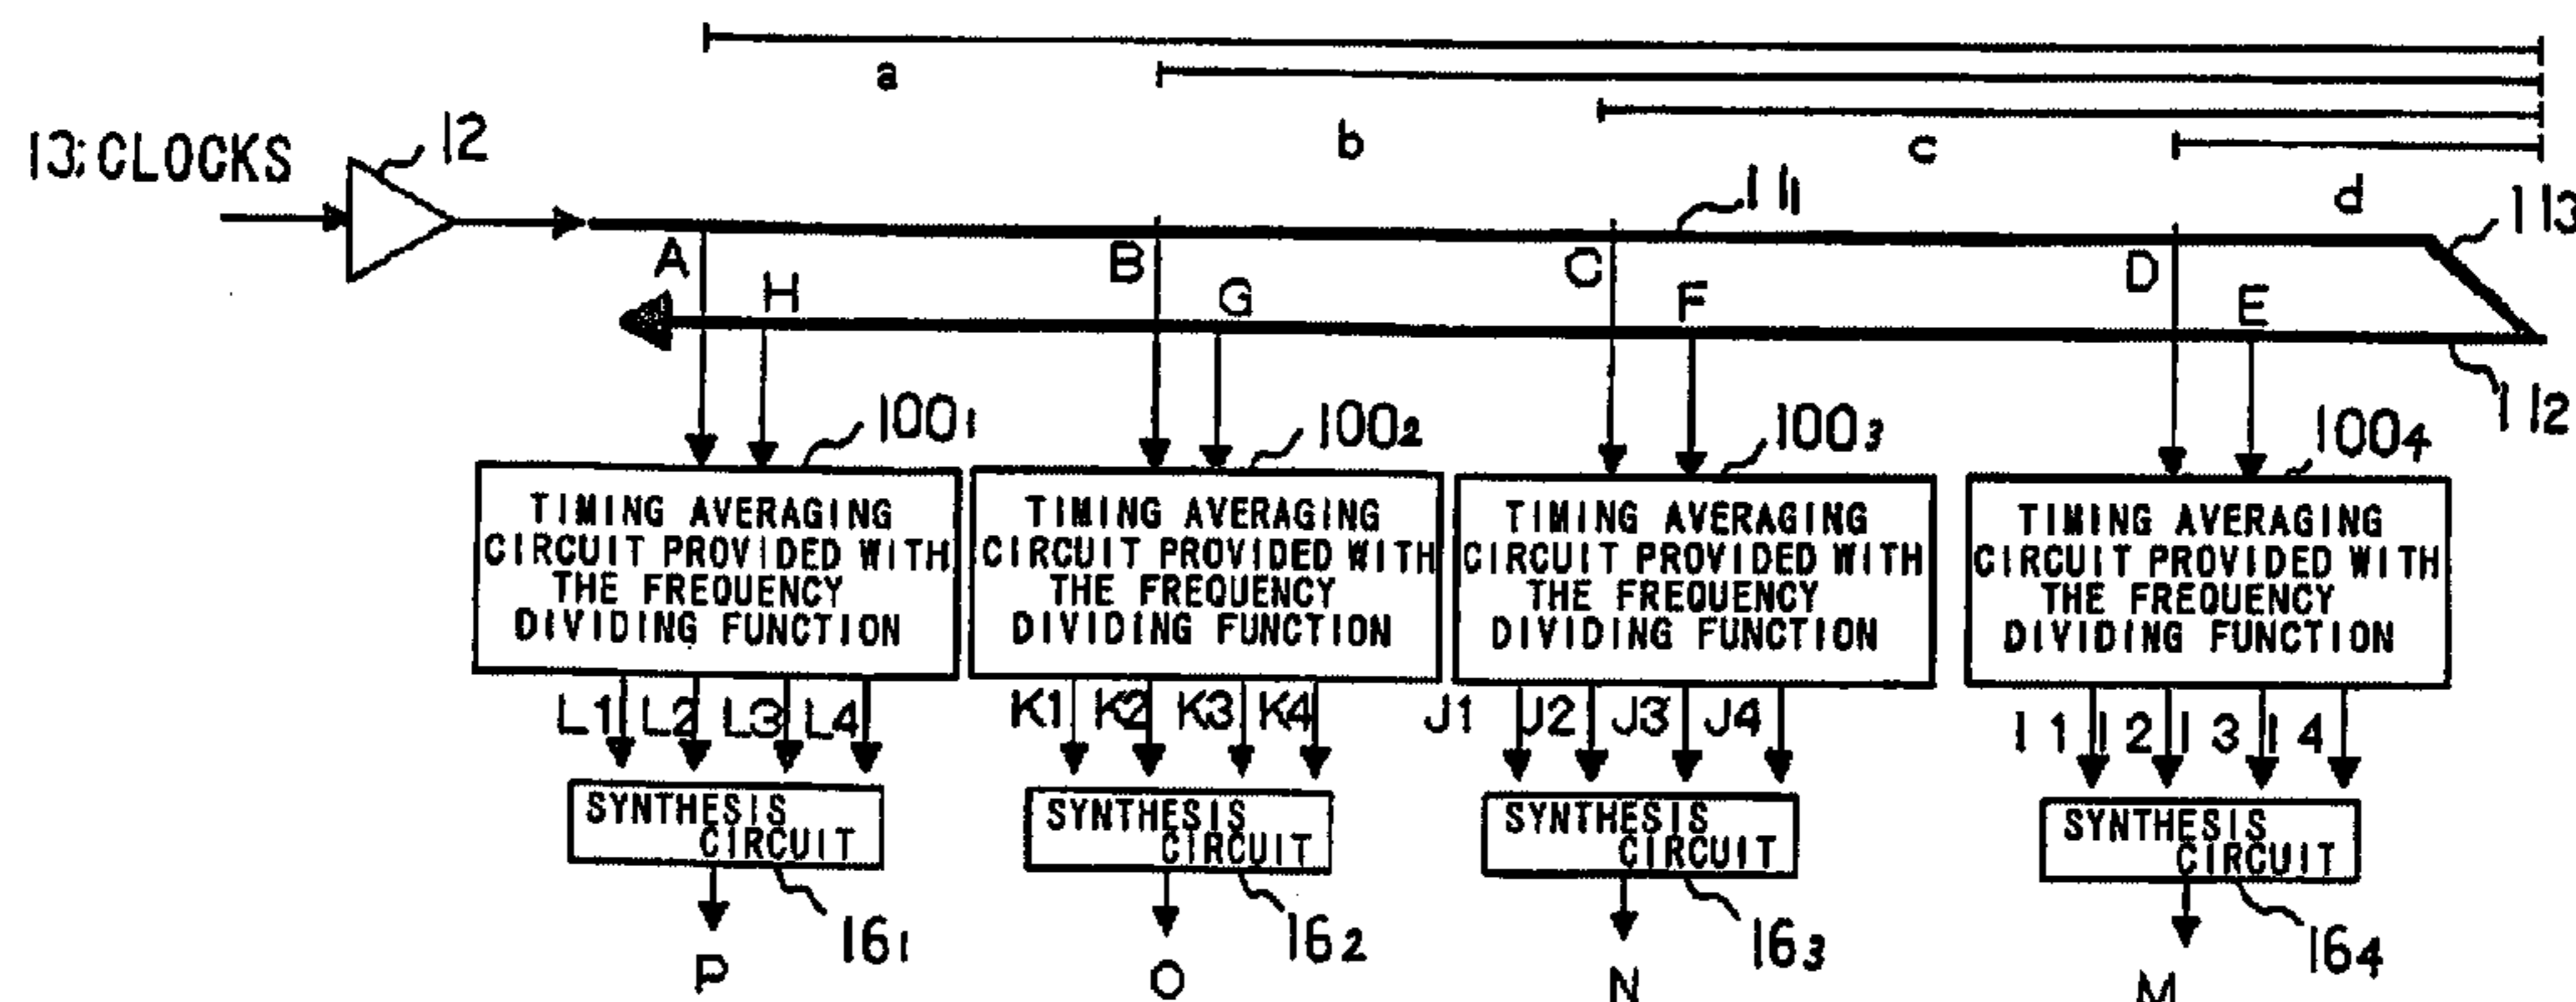 a
b
c
d
13:CLOCKS
12
11₁
11₃
A
H
B
G
C
F
D
E
11₂
100₁
100₂
100₃
100₄
TIMING AVERAGING
CIRCUIT PROVIDED WITH
THE FREQUENCY
DIVIDING FUNCTION
TIMING AVERAGING
CIRCUIT PROVIDED WITH
THE FREQUENCY
DIVIDING FUNCTION
TIMING AVERAGING
CIRCUIT PROVIDED WITH
THE FREQUENCY
DIVIDING FUNCTION
TIMING AVERAGING
CIRCUIT PROVIDED WITH
THE FREQUENCY
DIVIDING FUNCTION
L1 L2 L3 L4
K1 K2 K3 K4
J1 J2 J3 J4
I1 I2 I3 I4
SYNTHESIS
CIRCUIT
SYNTHESIS
CIRCUIT
SYNTHESIS
CIRCUIT
SYNTHESIS
CIRCUIT
16₁
16₂
16₃
16₄
P
O
N
M